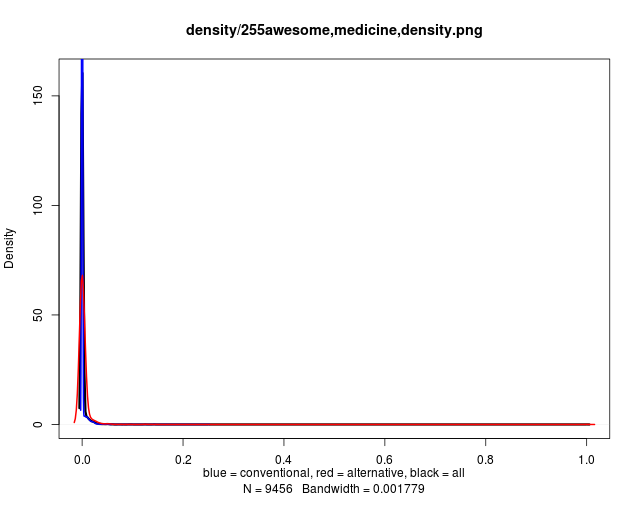 density/255awesome,medicine,density.png
Density
150
100
50
0
0.0 0.2 0.4 0.6 0.8 1.0
blue = conventional, red = alternative, black = all
N = 9456 Bandwidth = 0.001779